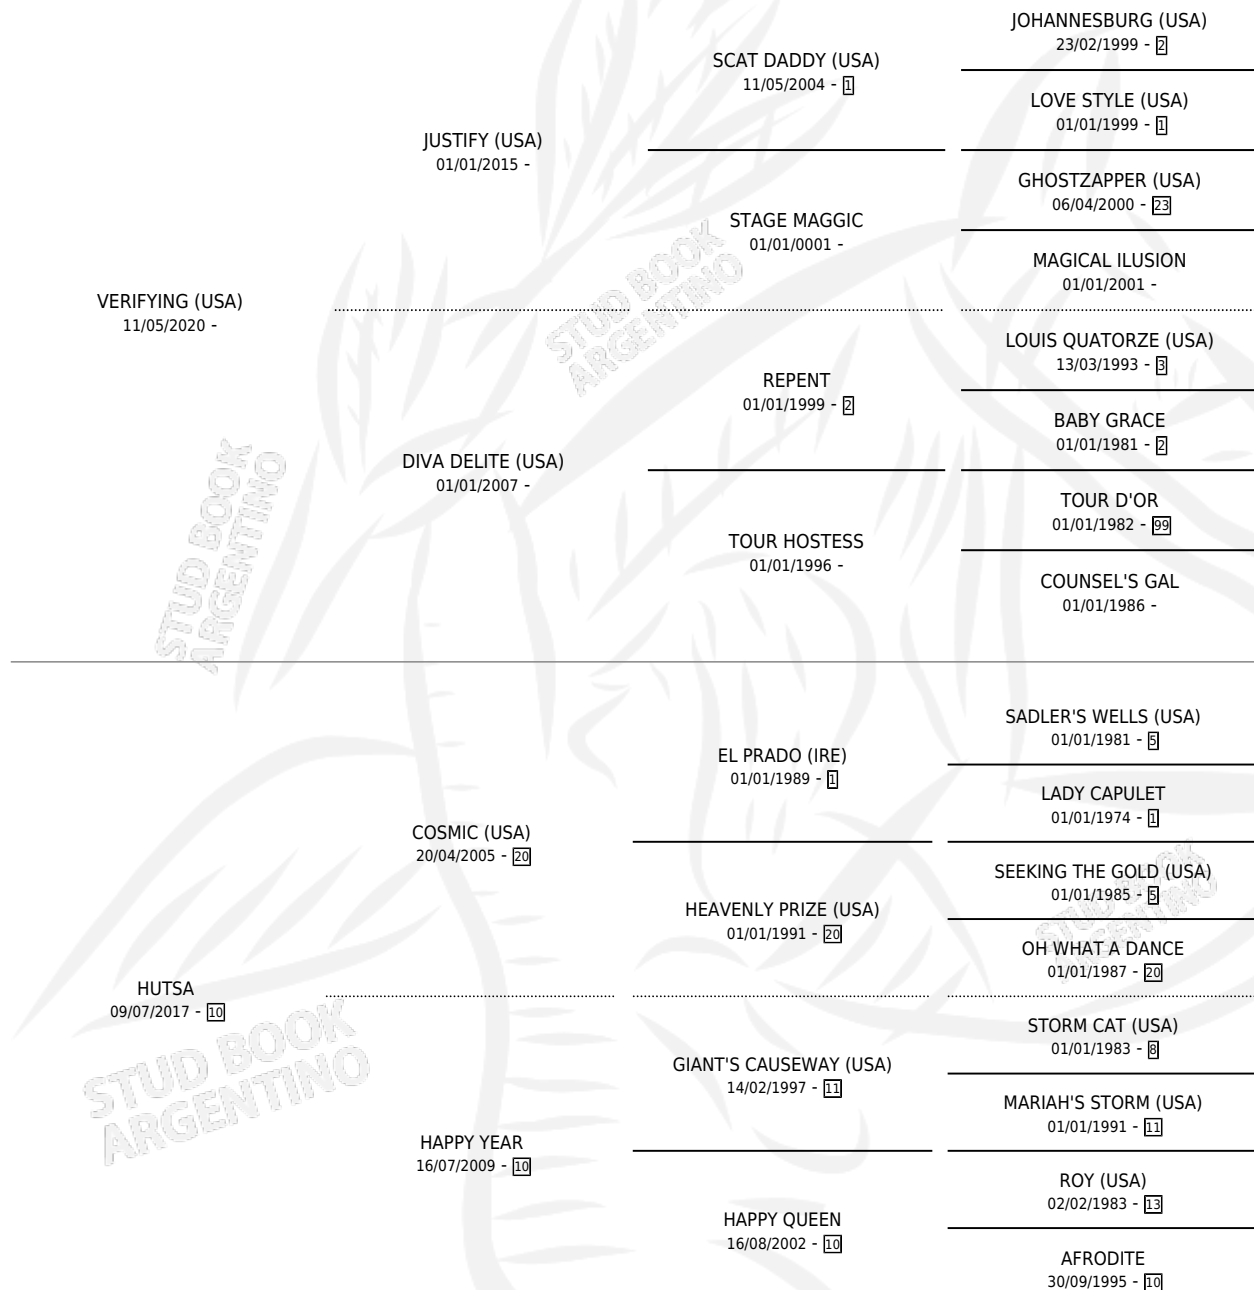 JOHANNESBURG (USA)
23/02/1999 - 2
SCAT DADDY (USA)
11/05/2004 - 1
LOVE STYLE (USA)
01/01/1999 - 1
JUSTIFY (USA)
01/01/2015 -
GHOSTZAPPER (USA)
06/04/2000 - 23
STAGE MAGGIC
01/01/0001 -
MAGICAL ILUSION
01/01/2001 -
VERIFYING (USA)
11/05/2020 -
LOUIS QUATORZE (USA)
13/03/1993 - 3
REPENT
01/01/1999 - 2
BABY GRACE
01/01/1981 - 2
DIVA DELITE (USA)
01/01/2007 -
TOUR D'OR
01/01/1982 - 99
TOUR HOSTESS
01/01/1996 -
COUNSEL'S GAL
01/01/1986 -
SADLER'S WELLS (USA)
01/01/1981 - 5
EL PRADO (IRE)
01/01/1989 - 1
LADY CAPULET
01/01/1974 - 1
COSMIC (USA)
20/04/2005 - 20
SEEKING THE GOLD (USA)
01/01/1985 - 5
HEAVENLY PRIZE (USA)
01/01/1991 - 20
OH WHAT A DANCE
01/01/1987 - 20
HUTSA
09/07/2017 - 10
STORM CAT (USA)
01/01/1983 - 8
GIANT'S CAUSEWAY (USA)
14/02/1997 - 11
MARIAH'S STORM (USA)
01/01/1991 - 11
HAPPY YEAR
16/07/2009 - 10
ROY (USA)
02/02/1983 - 13
HAPPY QUEEN
16/08/2002 - 10
AFRODITE
30/09/1995 - 10
STUD BOOK
ARGENTINO
STUD BOOK
ARGENTINO
STUD BOOK
ARGENTINO
STUD BOOK
ARGENTINO